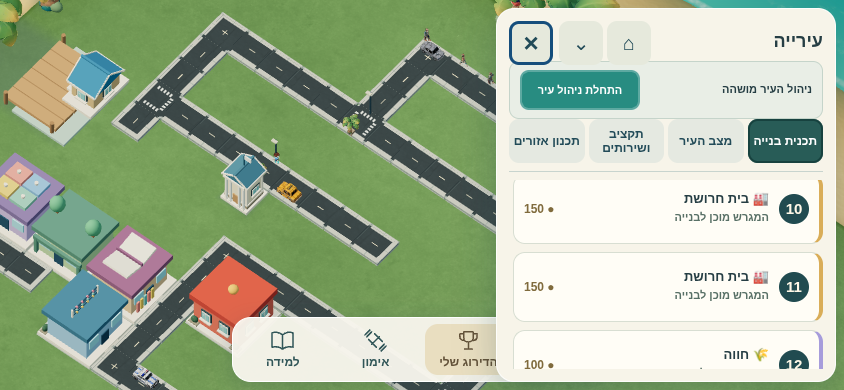 עירייה
ניהול העיר מושהה
התחלת ניהול עיר
תכנית בנייה
מצב העיר
תקציב
ושירותים
תכנון אזורים
10
בית חרושת
המגרש מוכן לבנייה
150
11
בית חרושת
המגרש מוכן לבנייה
150
12
חווה
100
הדירוג שלי
אימון
למידה